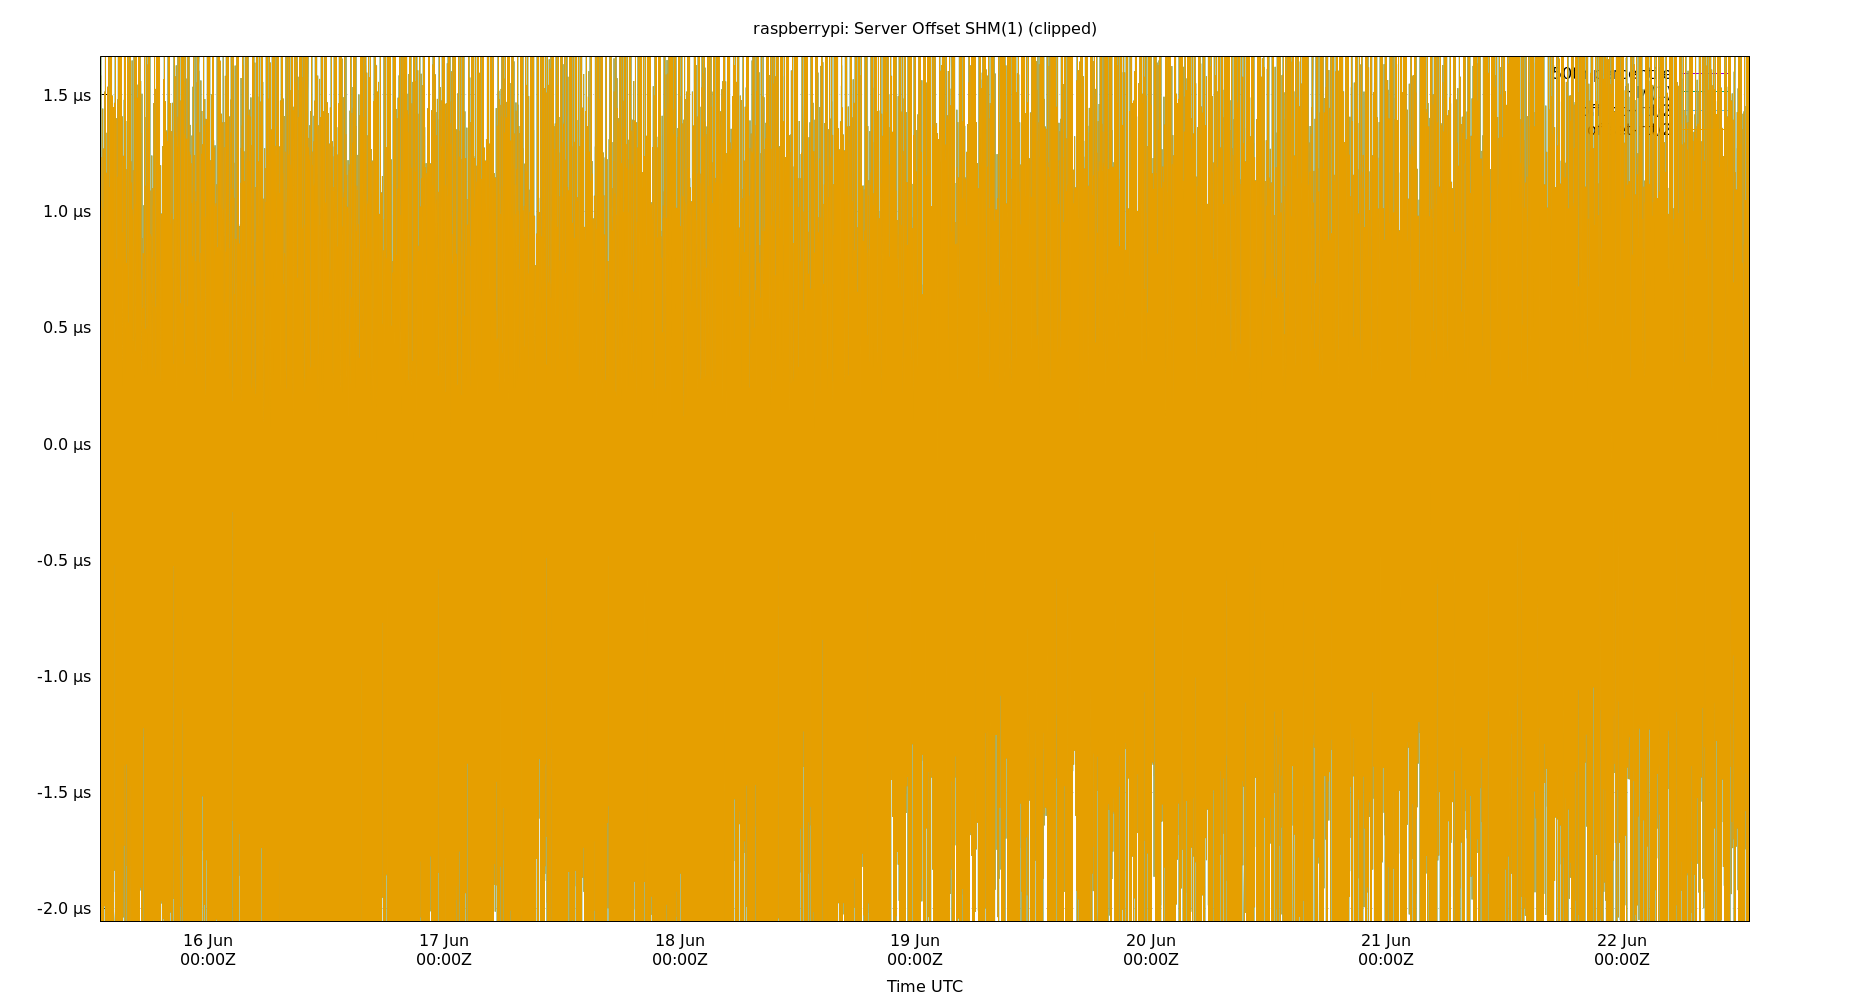 raspberrypi: Server Offset SHM(1) (clipped)
1.5 µs
1.0 µs
0.5 µs
0.0 µs
-0.5 µs
-1.0 µs
-1.5 µs
-2.0 µs
16 Jun
00:00Z
17 Jun
00:00Z
18 Jun
00:00Z
19 Jun
00:00Z
20 Jun
00:00Z
21 Jun
00:00Z
22 Jun
00:00Z
Time UTC